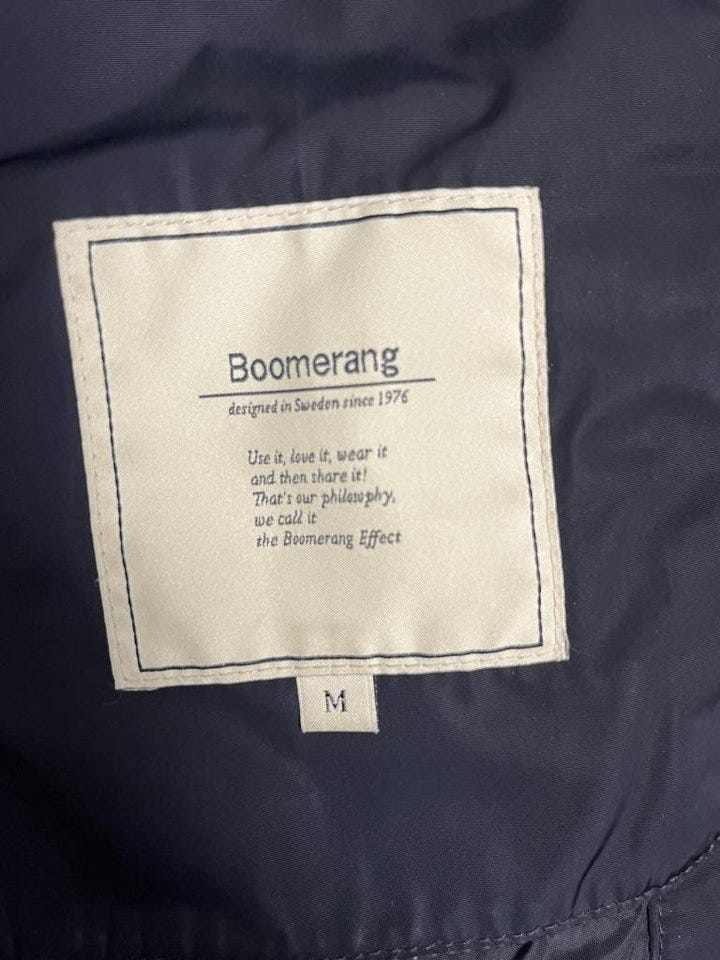 Boomerang
designed in Sweden since 1976
Use it, love it, wear it
and then share it!
That's our philosophy,
we call it
the Boomerang Effect
M